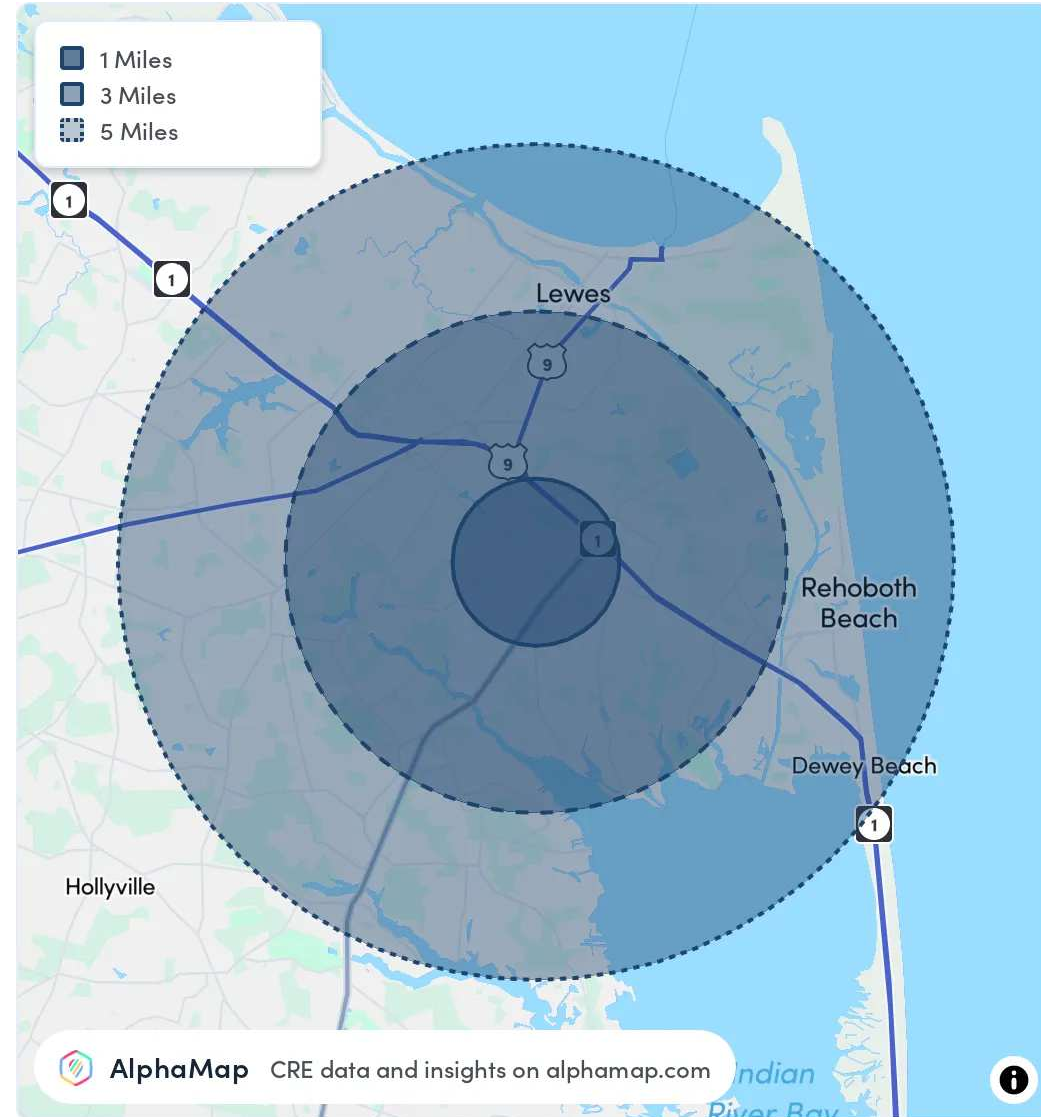 1 Miles
3 Miles
5 Miles
1
1
Lewes
9
9
1
Rehoboth
Beach
Dewey Beach
1
Hollyville
AlphaMap CRE data and insights on alphamap.com
Indian
River Bay